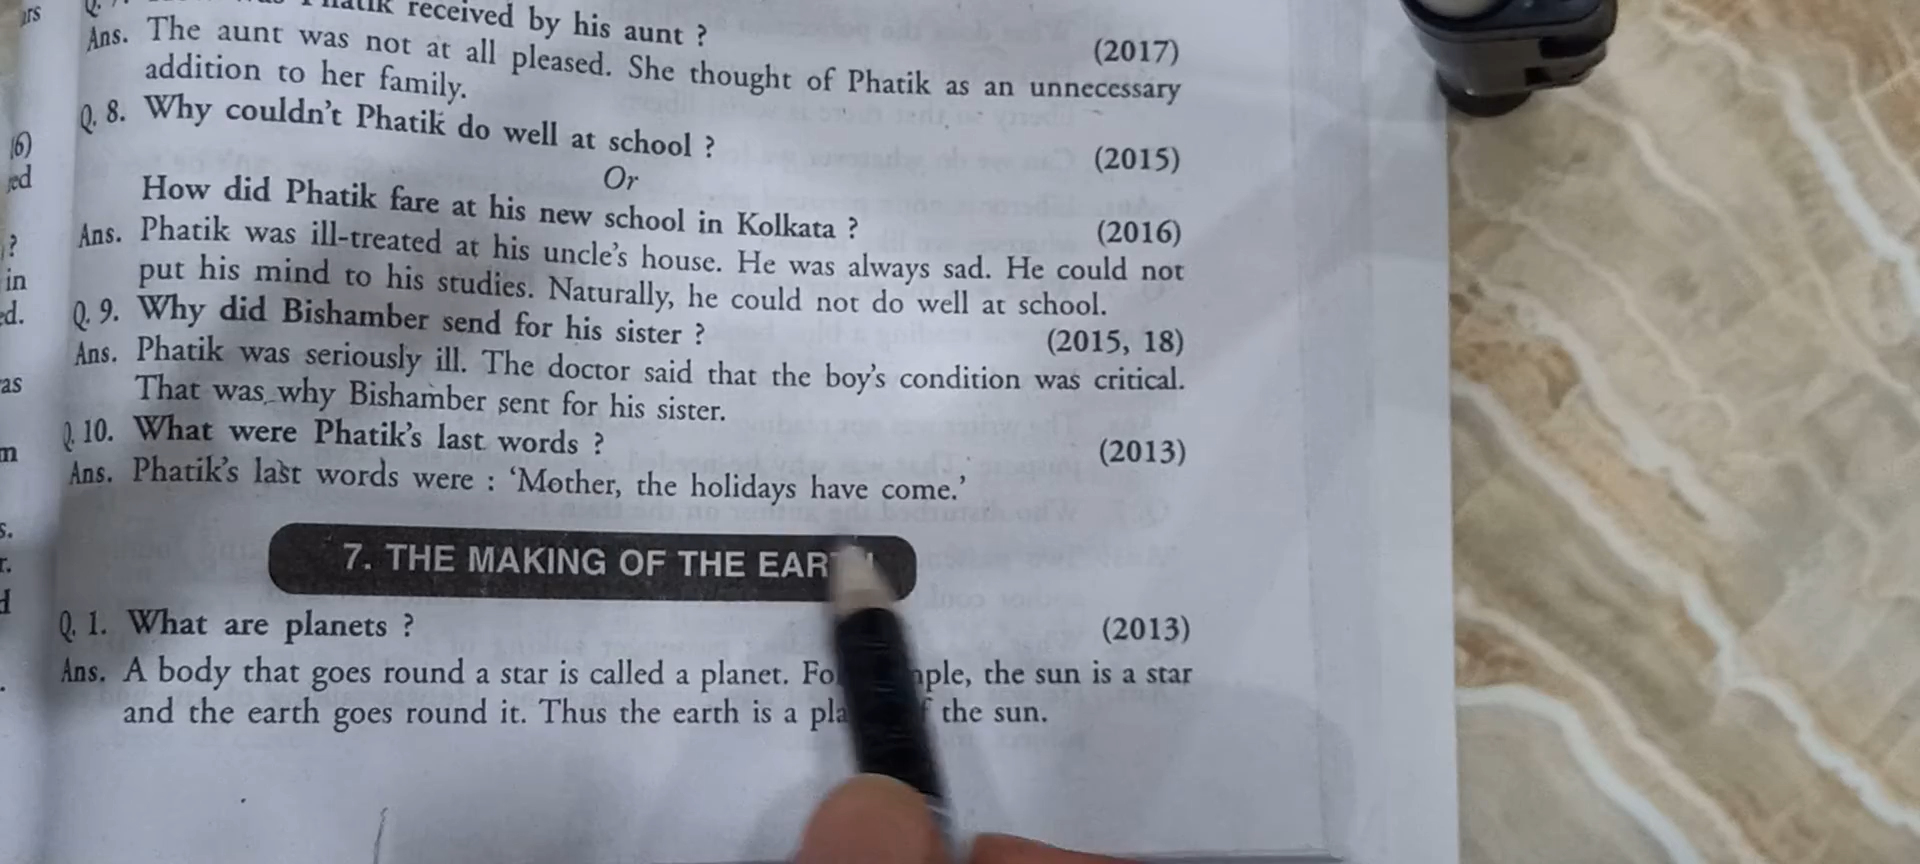 ars
Phatik received by his aunt ?
(2017)
Ans. The aunt was not at all pleased. She thought of Phatik as an unnecessary
addition to her family.
Q. 8. Why couldn't Phatik do well at school ?
(2015)
Or
How did Phatik fare at his new school in Kolkata ?
(2016)
Ans. Phatik was ill-treated at his uncle's house. He was always sad. He could not
put his mind to his studies. Naturally, he could not do well at school.
Q. 9. Why did Bishamber send for his sister ?
(2015, 18)
Ans. Phatik was seriously ill. The doctor said that the boy's condition was critical.
That was why Bishamber sent for his sister.
Q. 10. What were Phatik's last words ?
(2013)
Ans. Phatik's last words were : ‘Mother, the holidays have come.’
7. THE MAKING OF THE EAR
Q. 1. What are planets ?
(2013)
Ans. A body that goes round a star is called a planet. Fo mple, the sun is a star
and the earth goes round it. Thus the earth is a pla f the sun.
16)
ed
?
in
ed.
as
m
s.
r.
d
.